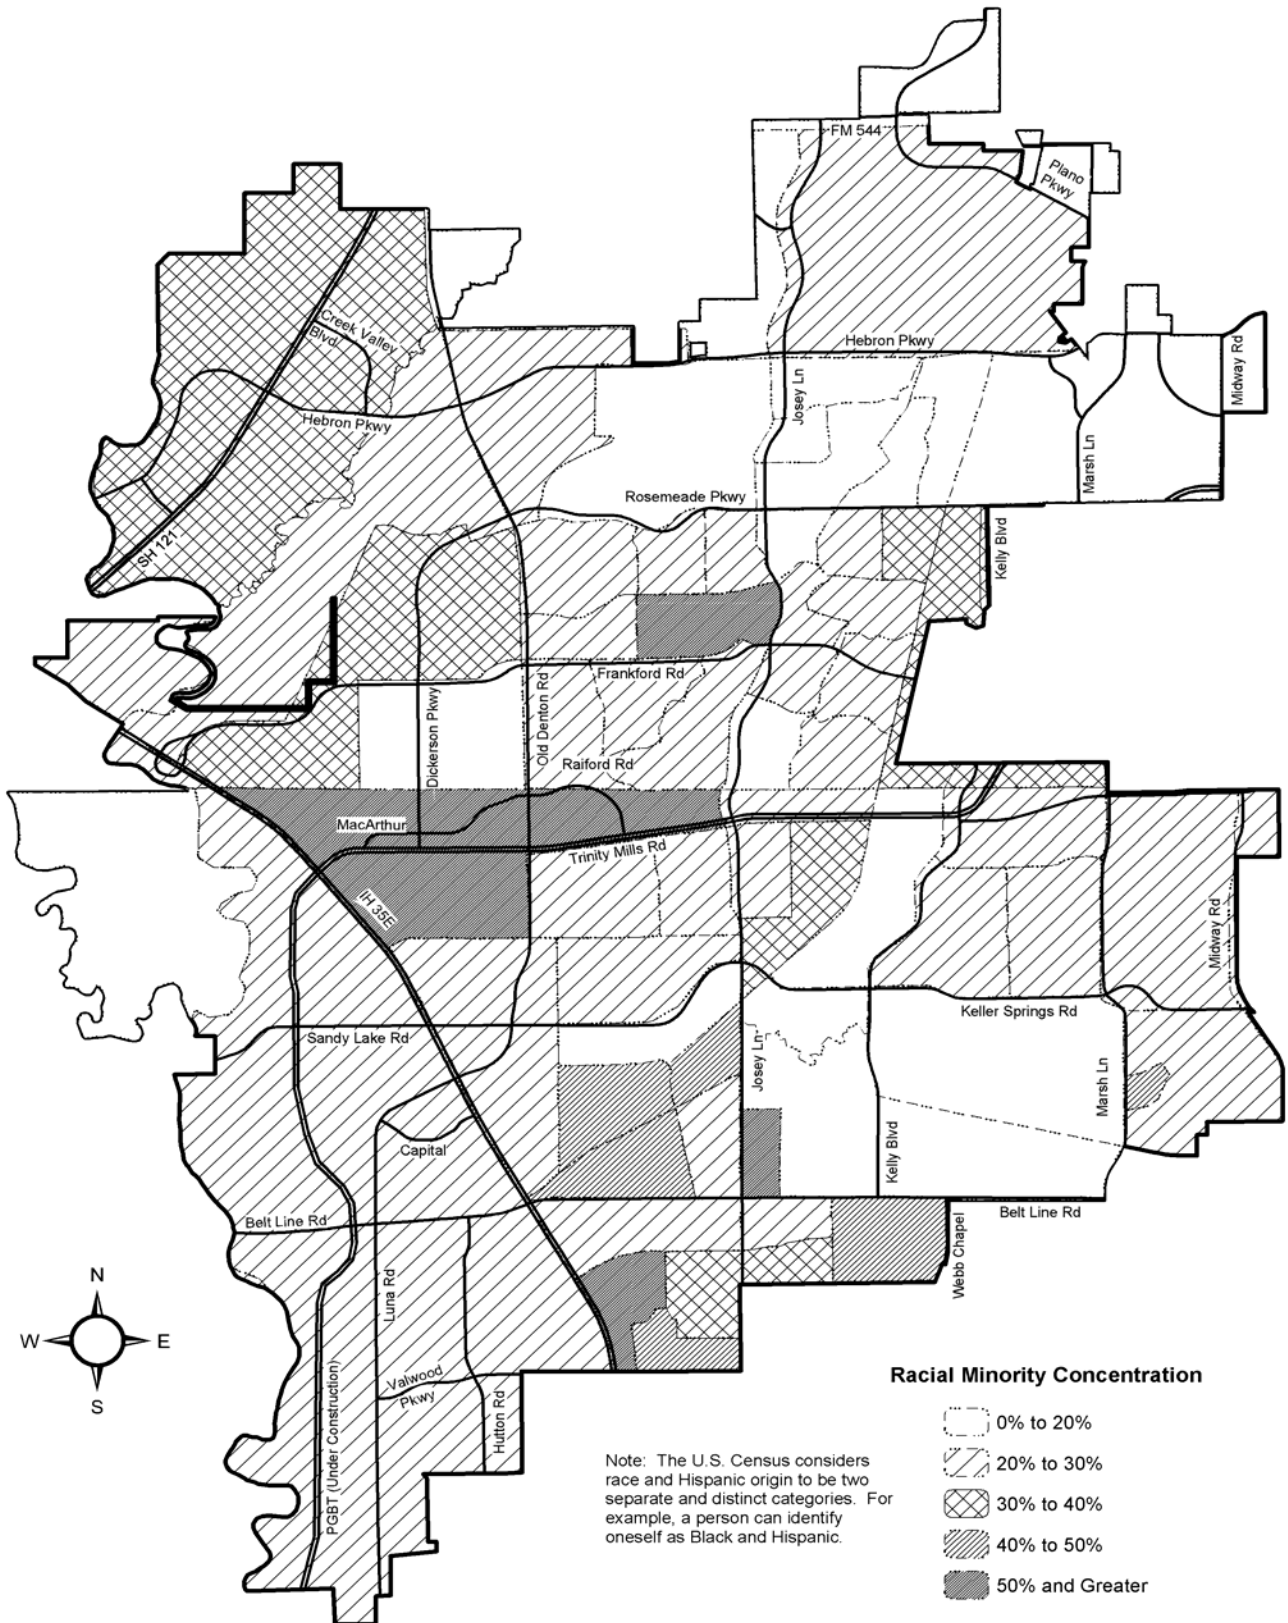 FM 544
Plano
Pkwy
Creek Valley
Blvd.
Hebron Pkwy
Midway Rd
Josey Ln
Hebron Pkwy
Marsh Ln
Rosemeade Pkwy
SH 121
Kelly Blvd
Frankford Rd
Dickerson Pkwy
Old Denton Rd
Raiford Rd
MacArthur
Trinity Mills Rd
IH 35E
Midway Rd
Keller Springs Rd
Sandy Lake Rd
Josey Ln
Marsh Ln
Capital
Kelly Blvd
Belt Line Rd
Belt Line Rd
Webb Chapel
Luna Rd
N
W
E
S
Valwood
Pkwy
Hutton Rd
PGBT (Under Construction)
Racial Minority Concentration
0% to 20%
20% to 30%
30% to 40%
40% to 50%
50% and Greater
Note: The U.S. Census considers
race and Hispanic origin to be two
separate and distinct categories. For
example, a person can identify
oneself as Black and Hispanic.